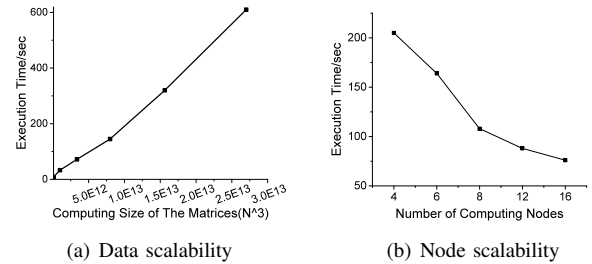 600
400
200
0
Execution Time/sec
5.0E12
1.0E13
1.5E13
2.0E13
2.5E13
3.0E13
Computing Size of The Matrices(N^3)
(a) Data scalability
200
150
100
50
Execution Time/sec
4 6 8 12 16
Number of Computing Nodes
(b) Node scalability